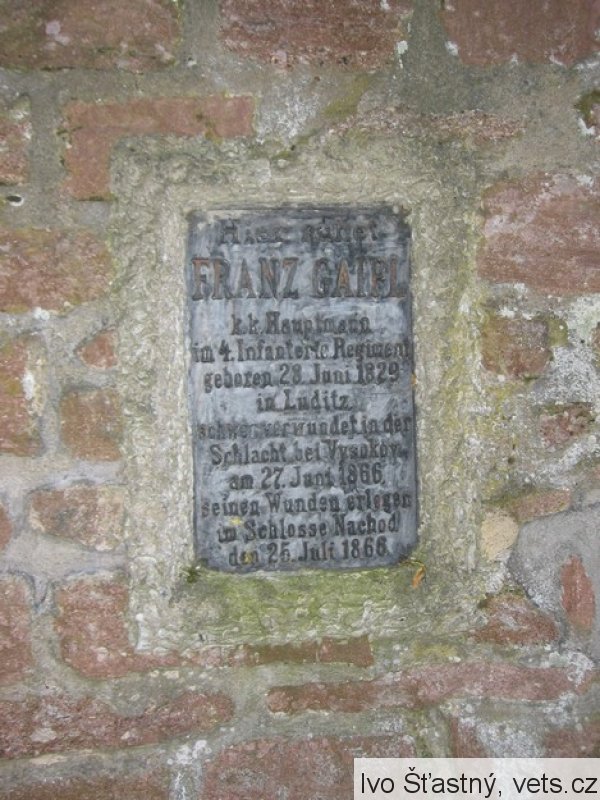 Hier ruhet
FRANZ GAIPL
k.k. Hauptmann
im 4. Infanterie Regiment
geboren 28. Juni 1829
in Luditz,
schwer verwundet in der
Schlacht bei Vysokov
am 27. Juni 1866,
seinen Wunden erlegen
im Schlosse Nachod
den 25. Juli 1866
Ivo Šťastný, vets.cz